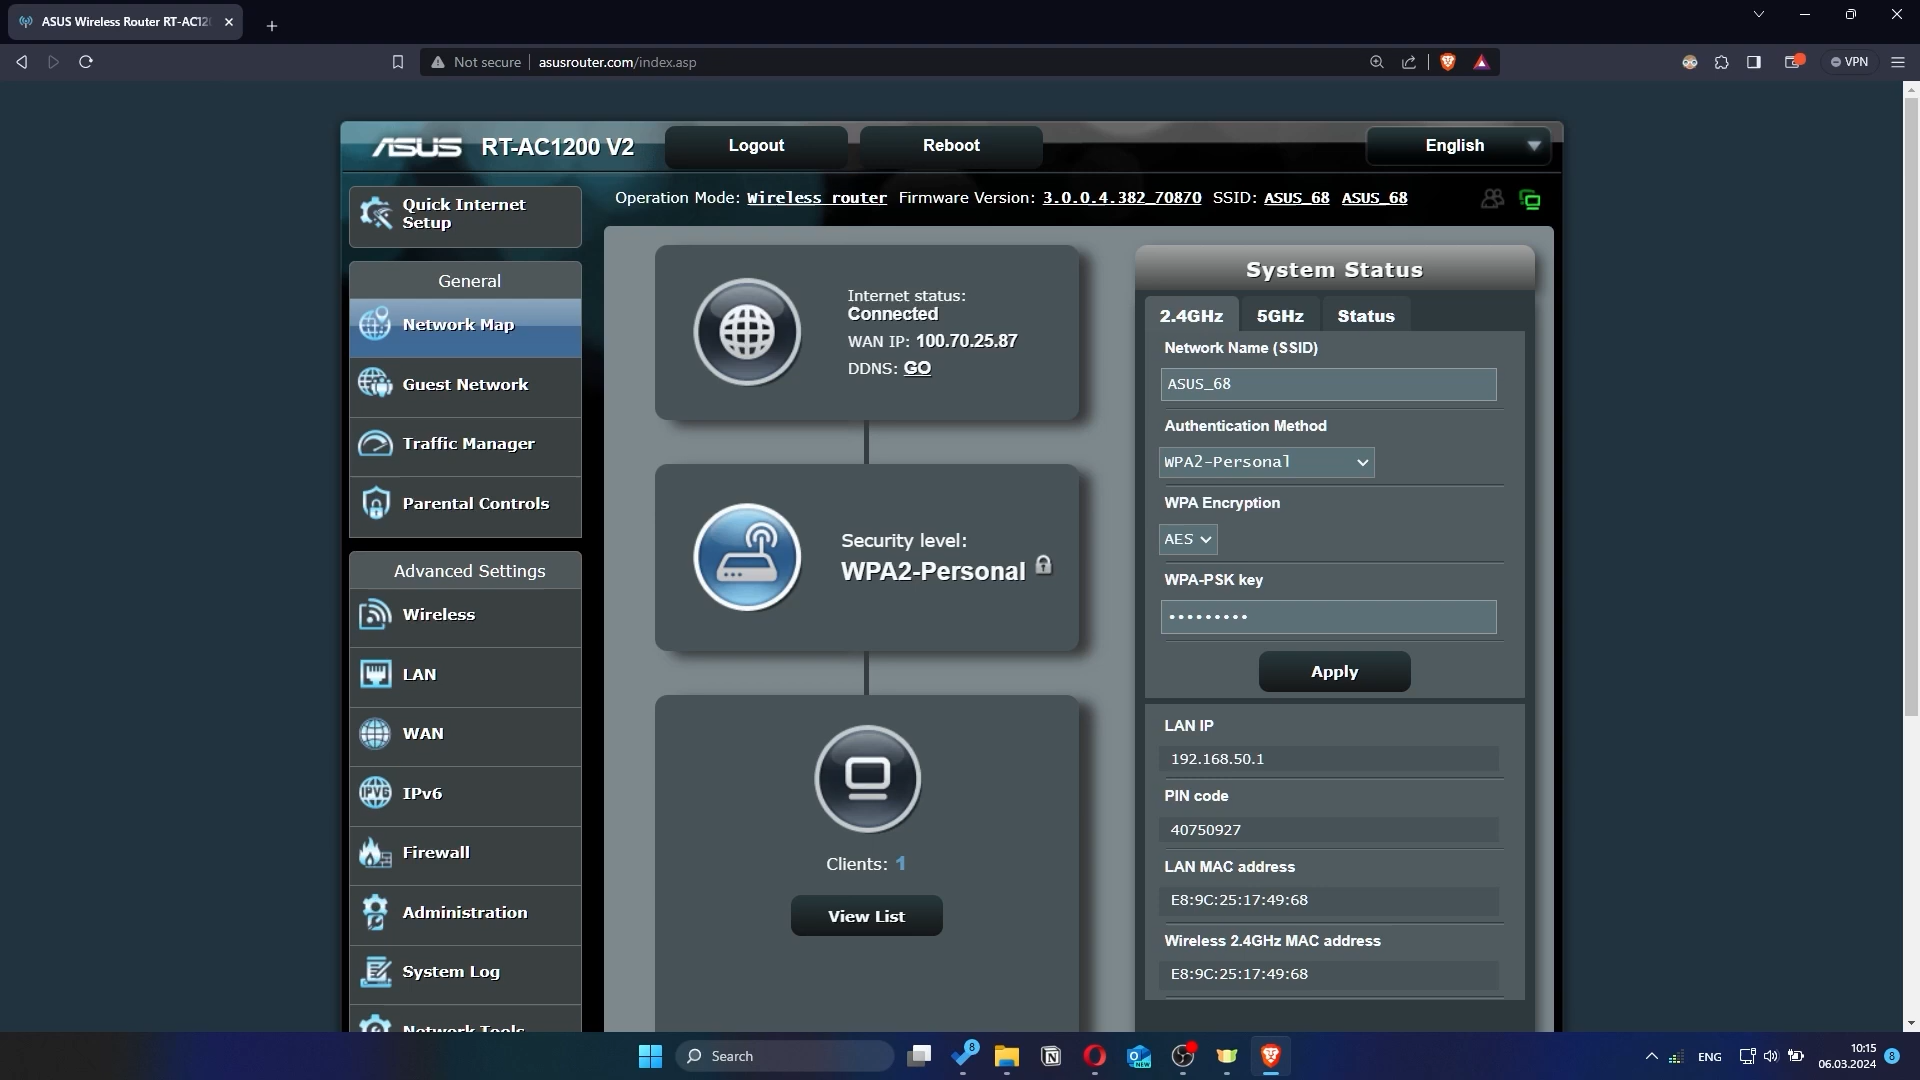 ASUS Wireless Router RT-AC12
Not secure
asusrouter.com/index.asp
VPN
ASUS RT-AC1200 V2
Logout
Reboot
English
Quick Internet
Setup
Operation Mode: Wireless router Firmware Version: 3.0.0.4.382_70870 SSID: ASUS_68 ASUS_68
General
Network Map
Guest Network
Traffic Manager
Parental Controls
Advanced Settings
Wireless
LAN
WAN
IPv6
Firewall
Administration
System Log
Network Tools
Internet status:
Connected
WAN IP: 100.70.25.87
DDNS: GO
Security level:
WPA2-Personal
Clients: 1
View List
System Status
2.4GHz
5GHz
Status
Network Name (SSID)
ASUS_68
Authentication Method
WPA2-Personal
WPA Encryption
AES
WPA-PSK key
•••••••••
Apply
LAN IP
192.168.50.1
PIN code
40750927
LAN MAC address
E8:9C:25:17:49:68
Wireless 2.4GHz MAC address
E8:9C:25:17:49:68
Search
8
NEW
ENG
10:15
06.03.2024
8